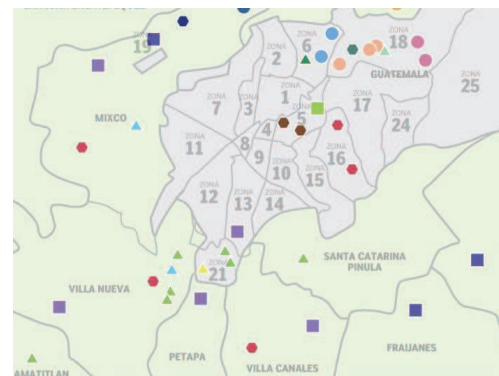 ZONA
19
ZONA
2
ZONA
6
ZONA
18
GUATEMALA
ZONA
25
ZONA
7
ZONA
3
ZONA
1
ZONA
5
ZONA
17
ZONA
24
MIXCO
ZONA
11
4
8
9
ZONA
16
ZONA
10
ZONA
15
ZONA
12
ZONA
13
ZONA
14
ZONA
21
SANTA CATARINA
PINULA
VILLA NUEVA
PETAPA
VILLA CANALES
FRAIJANES
AMATITLAN